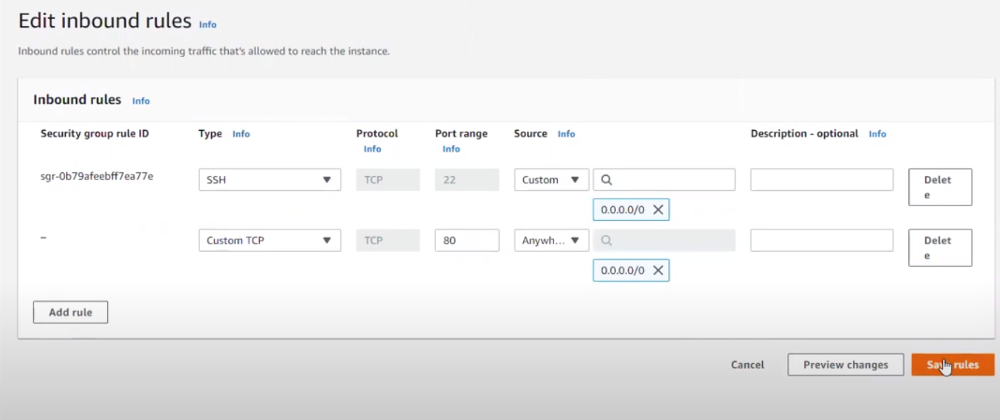 Edit inbound rules Info
Inbound rules control the incoming traffic that's allowed to reach the instance.
Inbound rules Info
Security group rule ID Type Info Protocol Info Port range Info Source Info Description - optional Info
sgr-0b79afeebff7ea77e SSH TCP 22 Custom Delet
e
0.0.0.0/0
– Custom TCP TCP 80 Anywh... Delet
e
0.0.0.0/0
Add rule
Cancel Preview changes Save rules